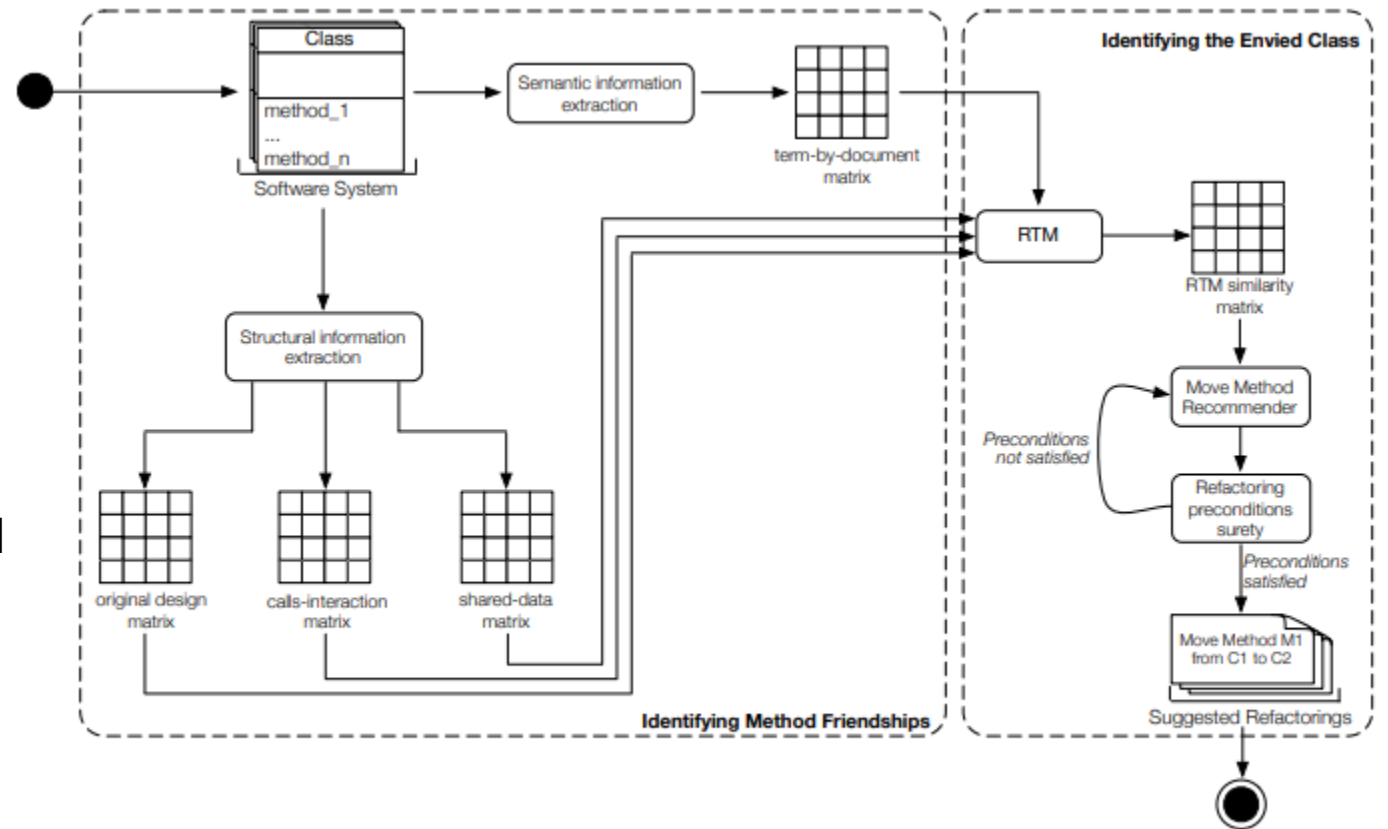 Class
method_1
...
method_n
Software System
Semantic information
extraction
term-by-document
matrix
Structural information
extraction
original design
matrix
calls-interaction
matrix
shared-data
matrix
Identifying Method Friendships
Identifying the Envied Class
RTM
RTM similarity
matrix
Move Method
Recommender
Preconditions
not satisfied
Refactoring
preconditions
surety
Preconditions
satisfied
Move Method M1
from C1 to C2
Suggested Refactorings